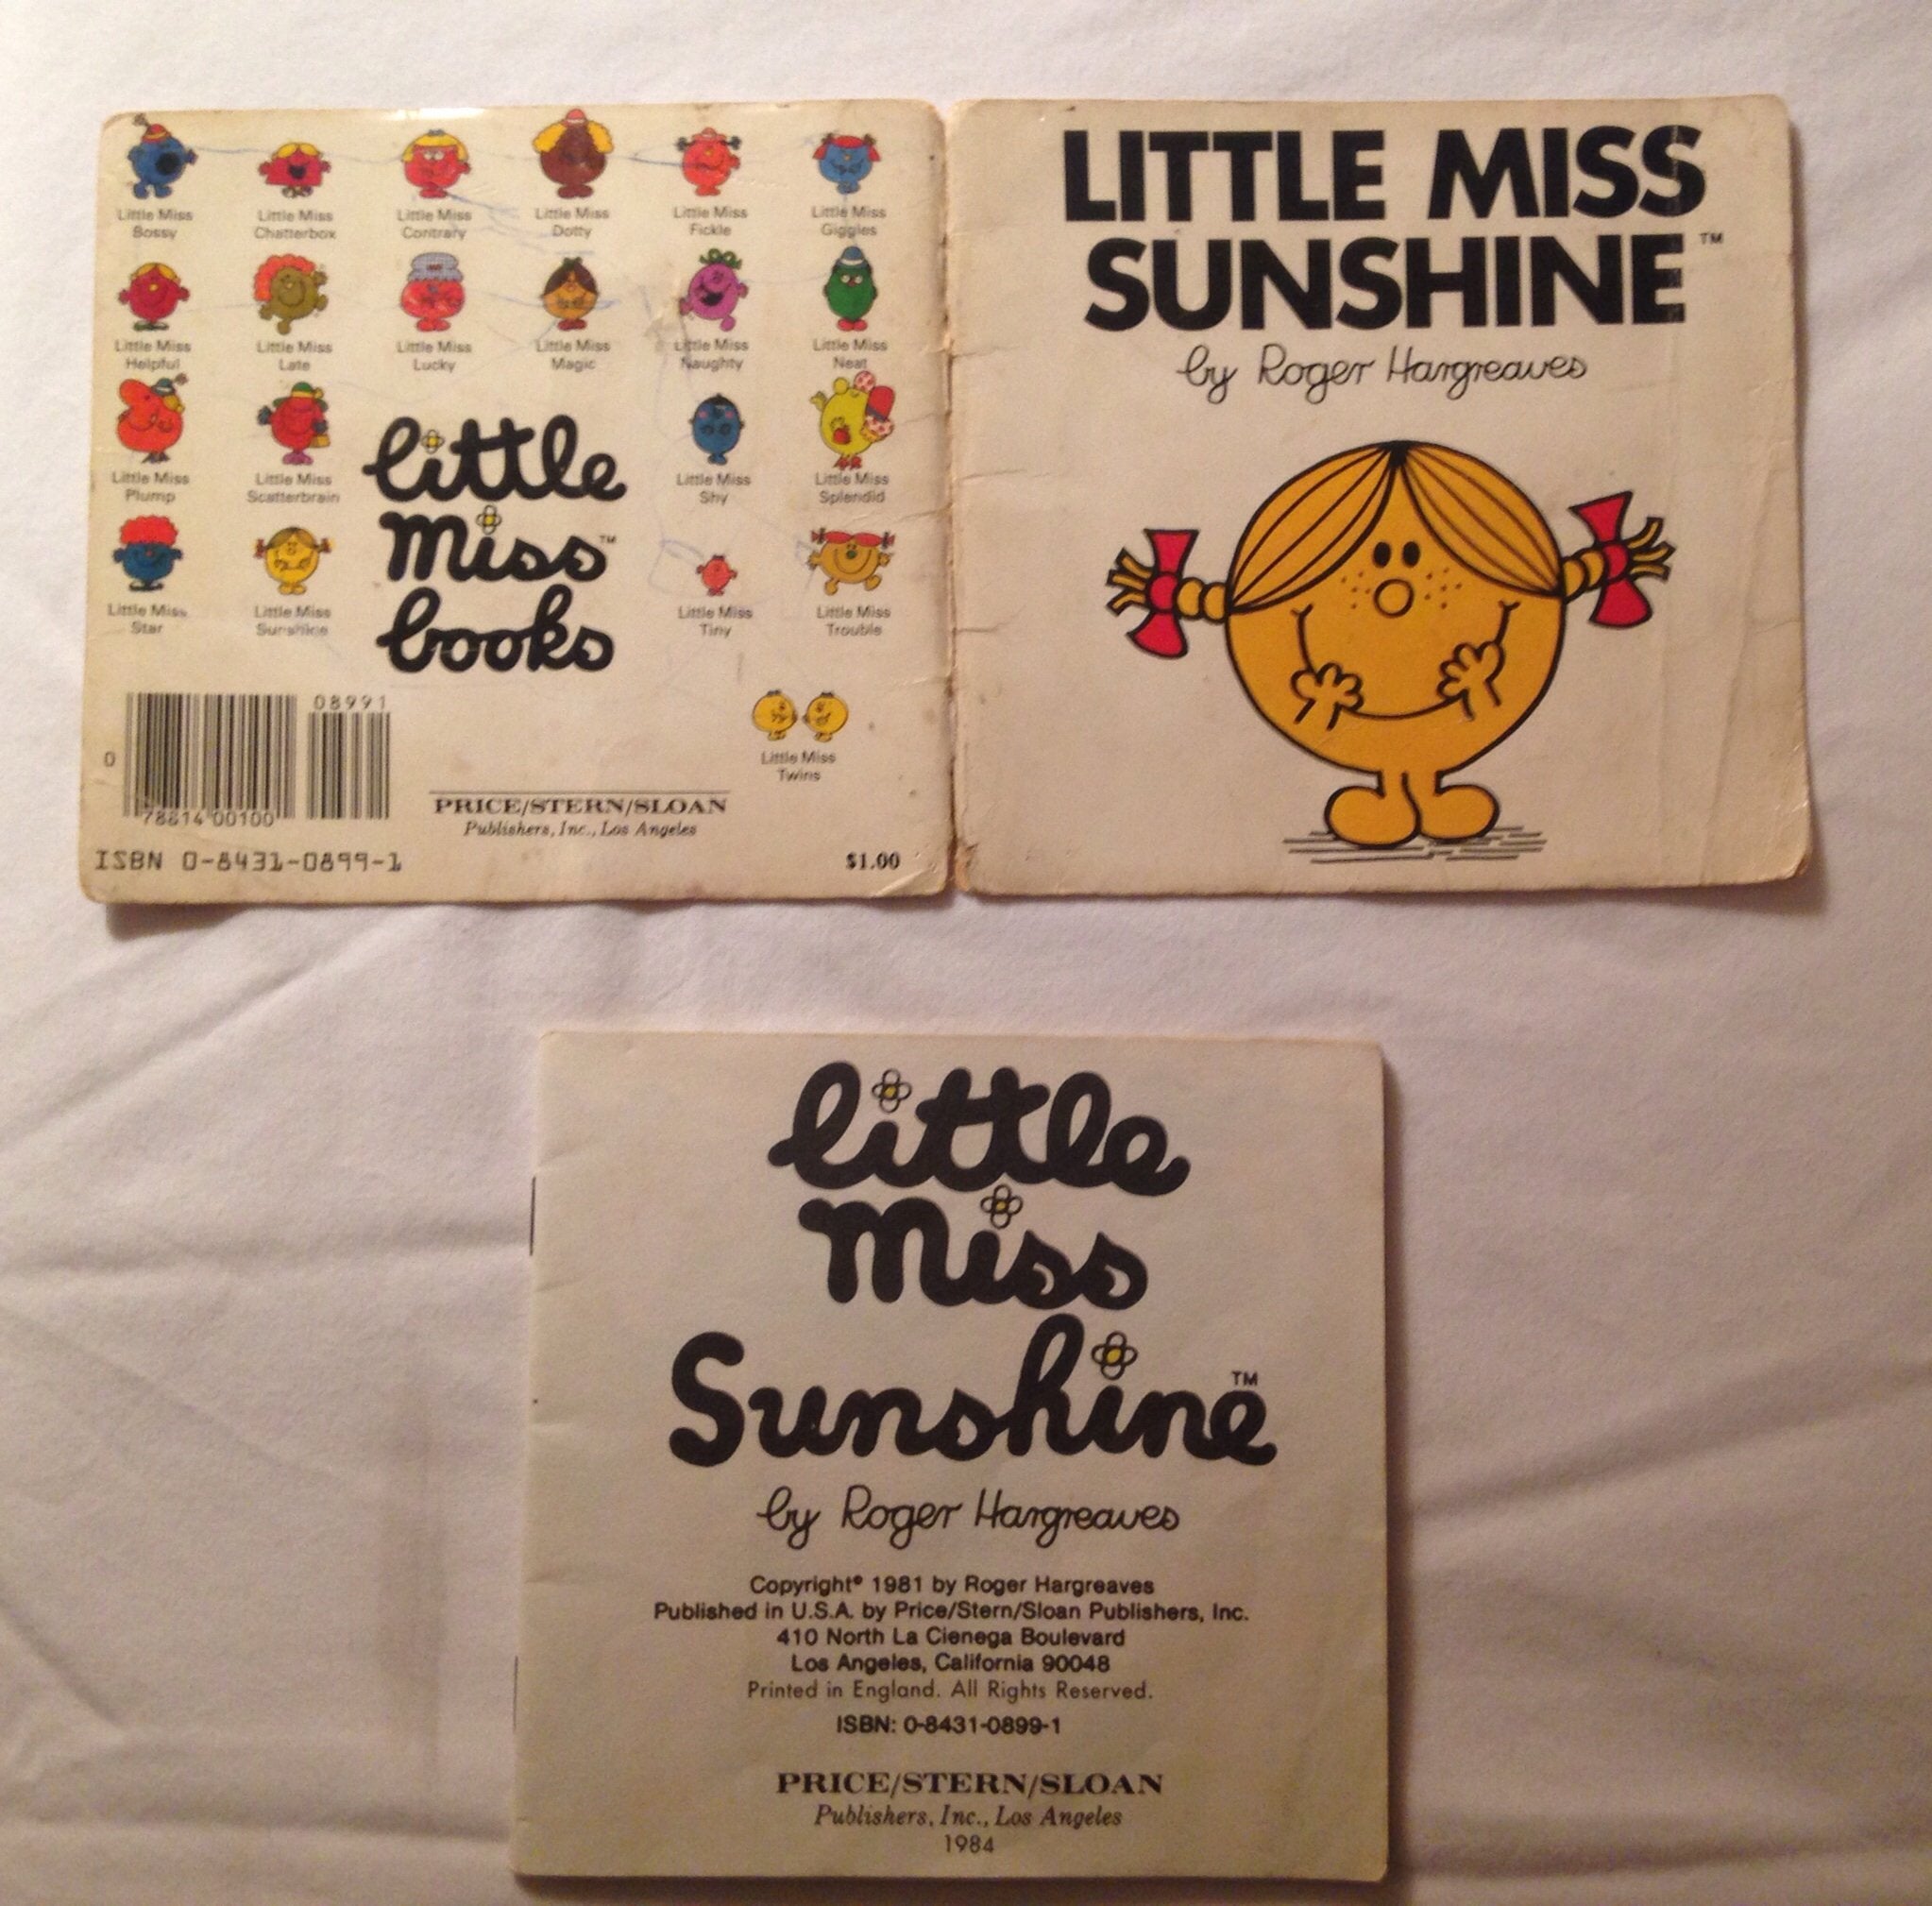 Little Miss
Bossy
Little Miss
Chatterbox
Little Miss
Contrary
Little Miss
Dotty
Little Miss
Fickle
Little Miss
Giggles
Little Miss
Helpful
Little Miss
Late
Little Miss
Lucky
Little Miss
Magic
Little Miss
Naughty
Little Miss
Neat
Little Miss
Plump
Little Miss
Scatterbrain
Little Miss
Shy
Little Miss
Splendid
Little Miss
Star
Little Miss
Sunshine
Little Miss
Tiny
Little Miss
Trouble
little
miss™
books
Little Miss
Twins
08991
0
78814 00100
PRICE/STERN/SLOAN
Publishers, Inc., Los Angeles
ISBN 0-8431-0899-1
$1.00
LITTLE MISS
SUNSHINE™
by Roger Hargreaves
little
miss
Sunshine™
by Roger Hargreaves
Copyright© 1981 by Roger Hargreaves
Published in U.S.A. by Price/Stern/Sloan Publishers, Inc.
410 North La Cienega Boulevard
Los Angeles, California 90048
Printed in England. All Rights Reserved.
ISBN: 0-8431-0899-1
PRICE/STERN/SLOAN
Publishers, Inc., Los Angeles
1984